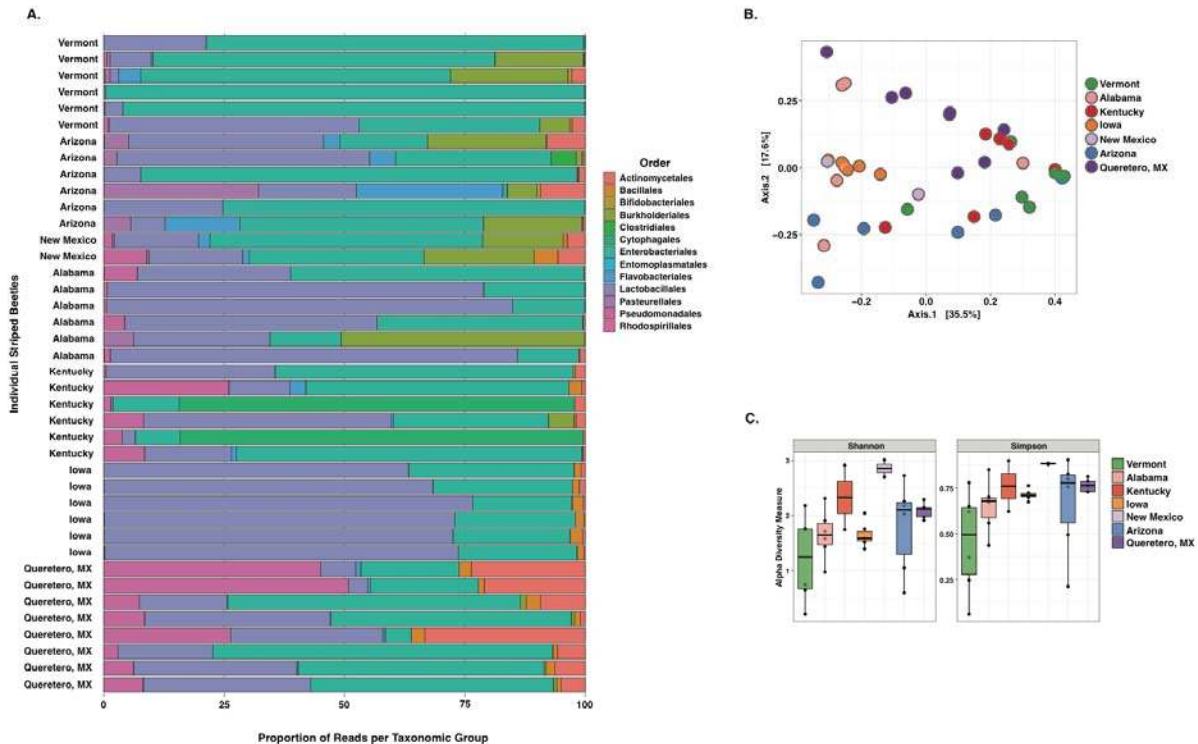 A.
Individual Striped Beetles
Vermont
Vermont
Vermont
Vermont
Vermont
Vermont
Arizona
Arizona
Arizona
Arizona
Arizona
Arizona
New Mexico
New Mexico
Alabama
Alabama
Alabama
Alabama
Alabama
Alabama
Kentucky
Kentucky
Kentucky
Kentucky
Kentucky
Kentucky
Iowa
Iowa
Iowa
Iowa
Iowa
Iowa
Queretero, MX
Queretero, MX
Queretero, MX
Queretero, MX
Queretero, MX
Queretero, MX
Queretero, MX
Queretero, MX
0 25 50 75 100
Proportion of Reads per Taxonomic Group
Order
Actinomycetales
Bacillales
Bifidobacteriales
Burkholderiales
Clostridiales
Cytophagales
Enterobacteriales
Entomoplasmatales
Flavobacteriales
Lactobacillales
Pasteurellales
Pseudomonadales
Rhodospirillales
B.
Axis.2 [17.6%]
0.25
0.00
-0.25
-0.2 0.0 0.2 0.4
Axis.1 [35.5%]
Vermont
Alabama
Kentucky
Iowa
New Mexico
Arizona
Queretero, MX
C.
Alpha Diversity Measure
Shannon
3
2
1
Simpson
0.75
0.50
0.25
Vermont
Alabama
Kentucky
Iowa
New Mexico
Arizona
Queretero, MX